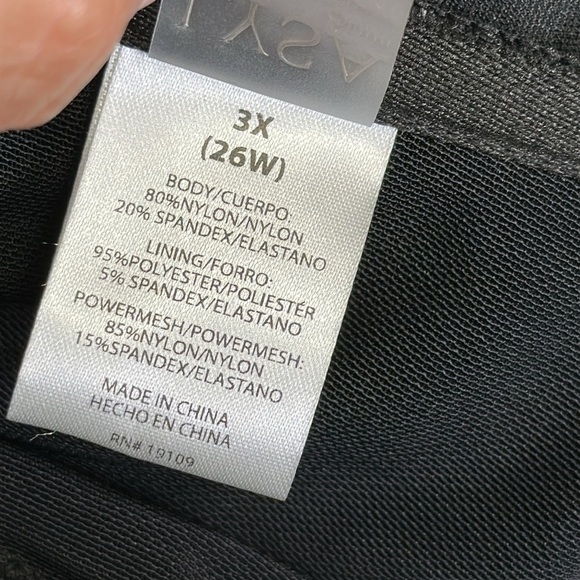 3X
(26W)
BODY/CUERPO:
80%NYLON/NYLON
20% SPANDEX/ELASTANO
LINING/FORRO:
95%POLYESTER/POLIESTÉR
5% SPANDEX/ELASTANO
POWERMESH/POWERMESH:
85%NYLON/NYLON
15%SPANDEX/ELASTANO
MADE IN CHINA
HECHO EN CHINA
RN# 19109